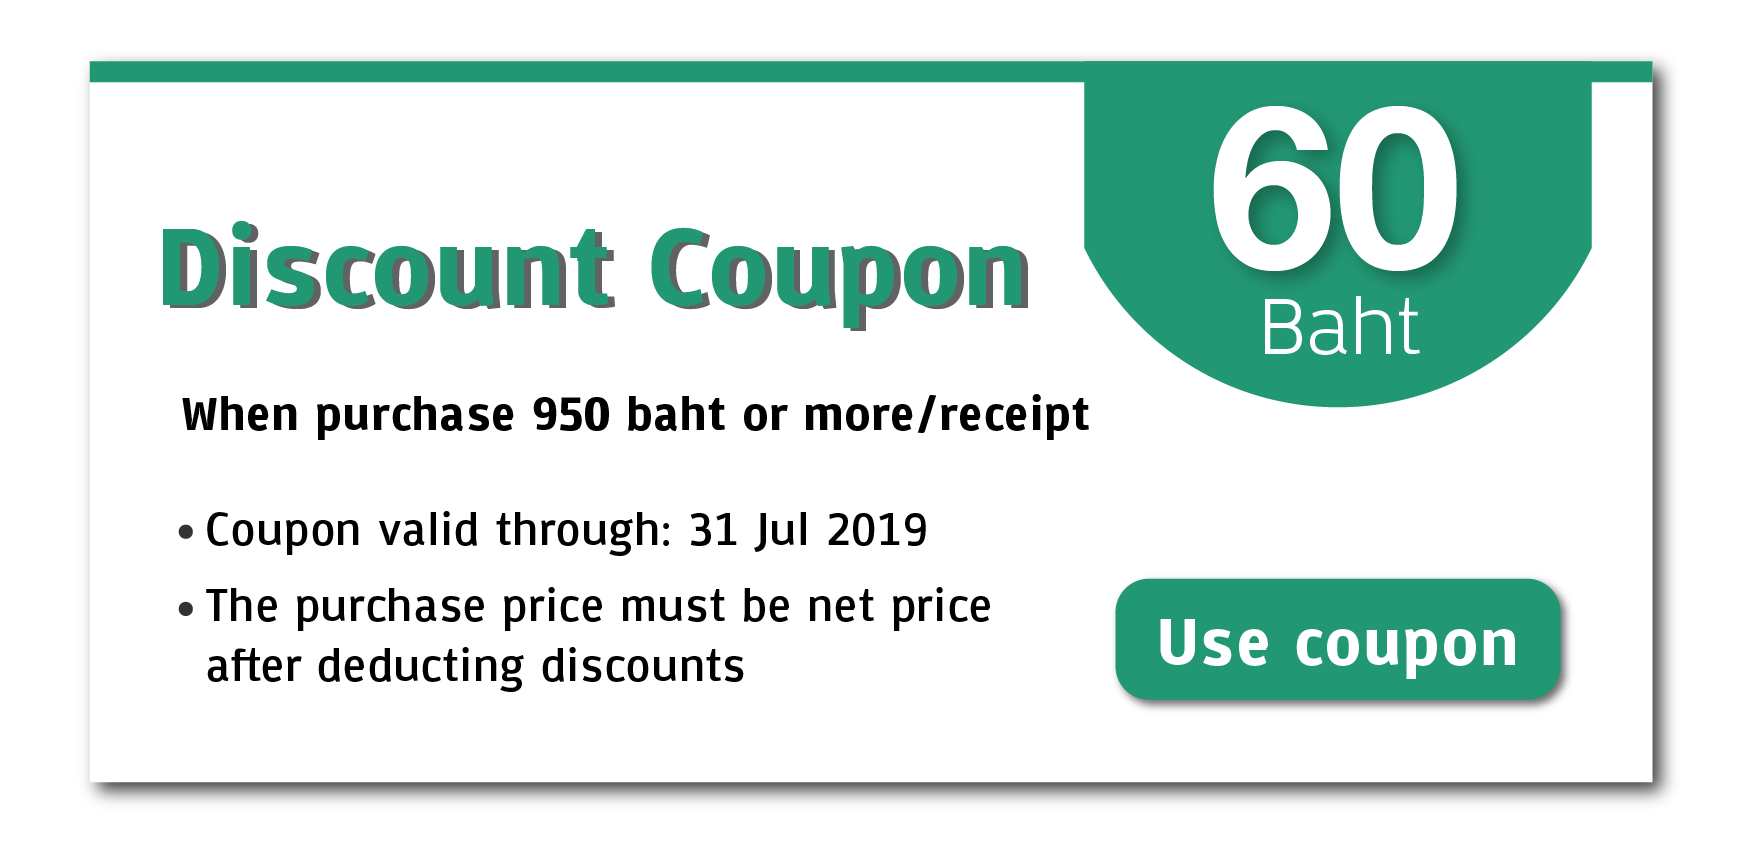 60
Baht
Discount Coupon
When purchase 950 baht or more/receipt
• Coupon valid through: 31 Jul 2019
• The purchase price must be net price
after deducting discounts
Use coupon